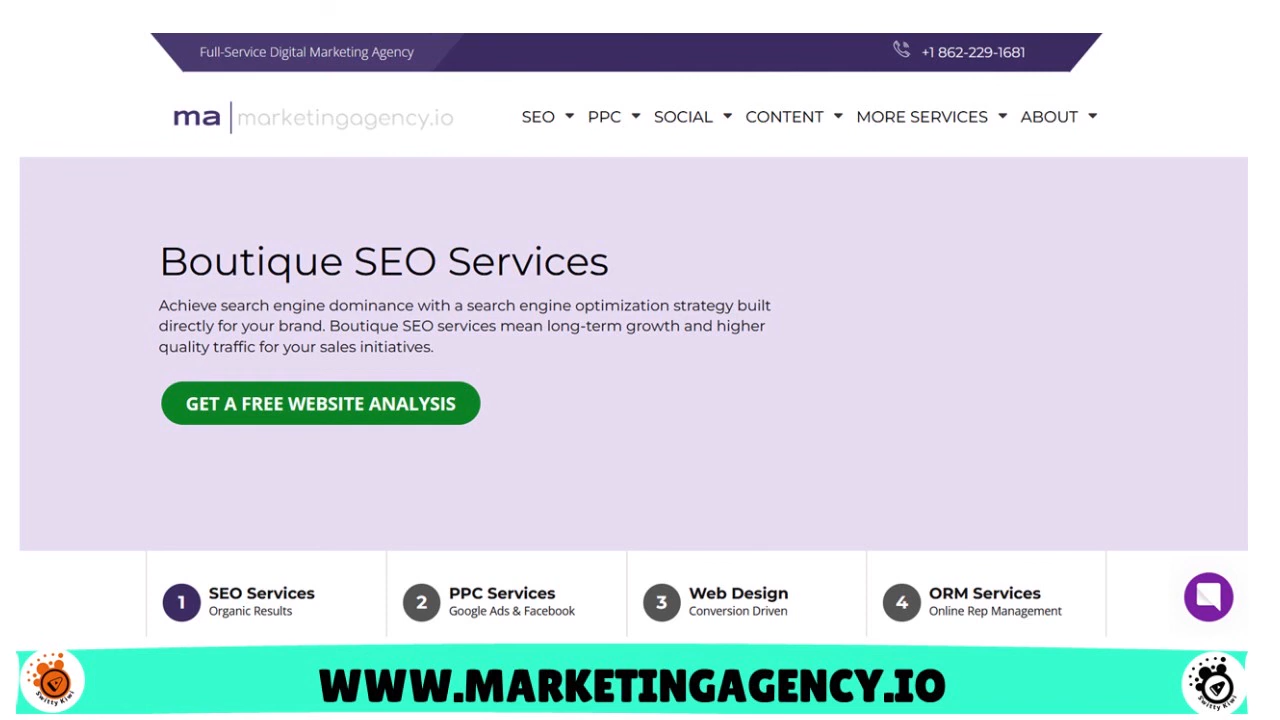 Full-Service Digital Marketing Agency
+1 862-229-1681
ma marketingagency.io
SEO PPC SOCIAL CONTENT MORE SERVICES ABOUT
Boutique SEO Services
Achieve search engine dominance with a search engine optimization strategy built
directly for your brand. Boutique SEO services mean long-term growth and higher
quality traffic for your sales initiatives.
GET A FREE WEBSITE ANALYSIS
1 SEO Services
Organic Results
2 PPC Services
Google Ads & Facebook
3 Web Design
Conversion Driven
4 ORM Services
Online Rep Management
WWW.MARKETINGAGENCY.IO
Switty Kiwi
Switty Kiwi